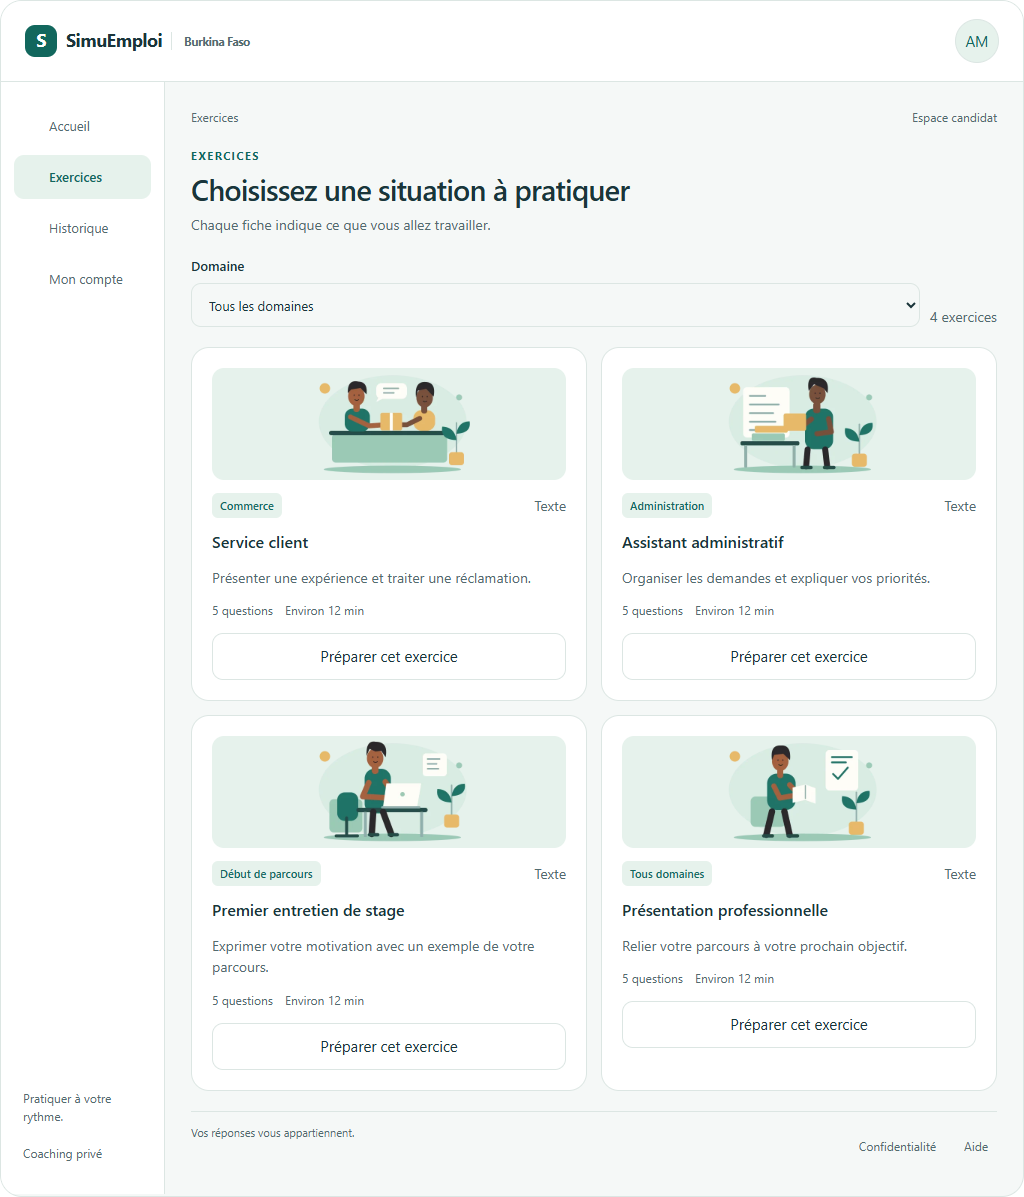 S SimuEmploi Burkina Faso AM
Accueil
Exercices
Historique
Mon compte
Pratiquer à votre
rythme.
Coaching privé
Exercices Espace candidat
EXERCICES
Choisissez une situation à pratiquer
Chaque fiche indique ce que vous allez travailler.
Domaine
Tous les domaines
4 exercices
Commerce Texte
Service client
Présenter une expérience et traiter une réclamation.
5 questions Environ 12 min
Préparer cet exercice
Administration Texte
Assistant administratif
Organiser les demandes et expliquer vos priorités.
5 questions Environ 12 min
Préparer cet exercice
Début de parcours Texte
Premier entretien de stage
Exprimer votre motivation avec un exemple de votre
parcours.
5 questions Environ 12 min
Préparer cet exercice
Tous domaines Texte
Présentation professionnelle
Relier votre parcours à votre prochain objectif.
5 questions Environ 12 min
Préparer cet exercice
Vos réponses vous appartiennent.
Confidentialité Aide